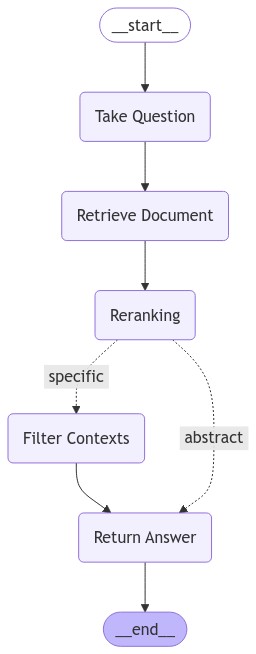 __start__
Take Question
Retrieve Document
Reranking
specific
Filter Contexts
abstract
Return Answer
__end__